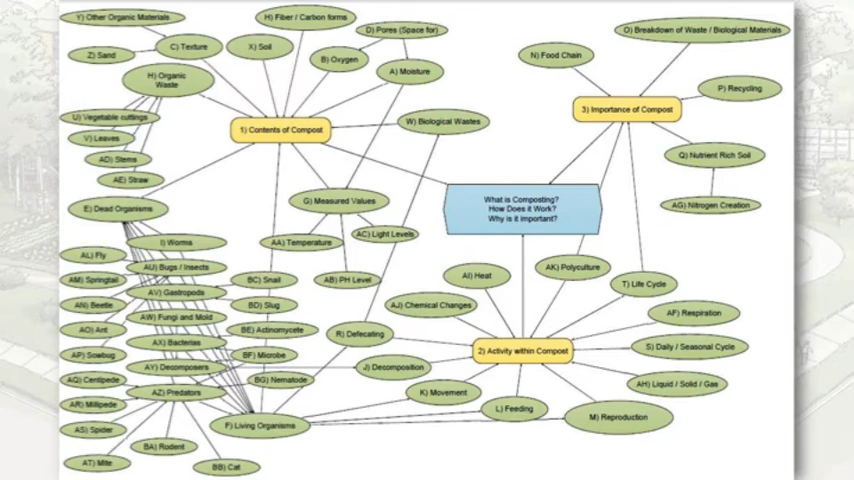 Y) Other Organic Materials
H) Fiber / Carbon forms
D) Pores (Space for)
O) Breakdown of Waste / Biological Materials
Z) Sand
C) Texture
X) Soil
B) Oxygen
A) Moisture
N) Food Chain
H) Organic
Waste
P) Recycling
U) Vegetable cuttings
V) Leaves
AD) Stems
AE) Straw
1) Contents of Compost
W) Biological Wastes
3) Importance of Compost
Q) Nutrient Rich Soil
AG) Nitrogen Creation
E) Dead Organisms
G) Measured Values
AA) Temperature
AC) Light Levels
AB) PH Level
What is Composting?
How Does it Work?
Why is it important?
I) Worms
AL) Fly
AU) Bugs / Insects
AM) Springtail
AV) Gastropods
BC) Snail
AN) Beetle
AW) Fungi and Mold
BD) Slug
AO) Ant
AX) Bacterias
BE) Actinomycete
AP) Sowbug
AY) Decomposers
BF) Microbe
AQ) Centipede
AZ) Predators
BG) Nematode
AR) Millipede
AS) Spider
BA) Rodent
AT) Mite
BB) Cat
F) Living Organisms
AI) Heat
AK) Polyculture
T) Life Cycle
AJ) Chemical Changes
AF) Respiration
R) Defecating
2) Activity within Compost
S) Daily / Seasonal Cycle
J) Decomposition
AH) Liquid / Solid / Gas
K) Movement
L) Feeding
M) Reproduction